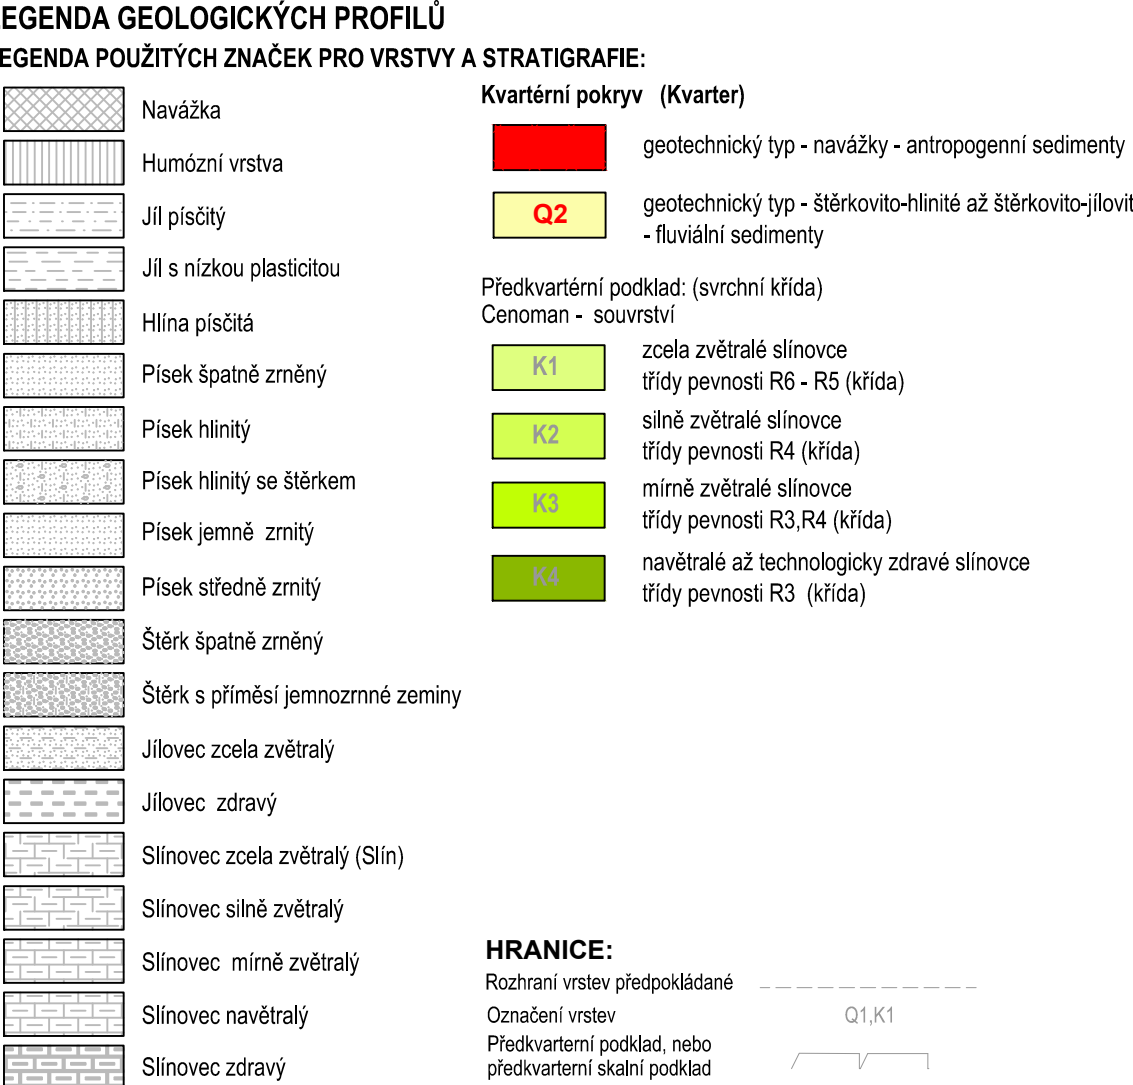 EGENDA GEOLOGICKÝCH PROFILŮ
EGENDA POUŽITÝCH ZNAČEK PRO VRSTVY A STRATIGRAFIE:
Navážka
Humózní vrstva
Jíl písčitý
Jíl s nízkou plasticitou
Hlína písčitá
Písek špatně zrněný
Písek hlinitý
Písek hlinitý se štěrkem
Písek jemně zrnitý
Písek středně zrnitý
Štěrk špatně zrněný
Štěrk s příměsí jemnozrnné zeminy
Jílovec zcela zvětralý
Jílovec zdravý
Slínovec zcela zvětralý (Slín)
Slínovec silně zvětralý
Slínovec mírně zvětralý
Slínovec navětralý
Slínovec zdravý
Kvartérní pokryv (Kvarter)
geotechnický typ - navážky - antropogenní sedimenty
Q2
geotechnický typ - štěrkovito-hlinité až štěrkovito-jílovit
- fluviální sedimenty
Předkvartérní podklad: (svrchní křída)
Cenoman - souvrství
K1
zcela zvětralé slínovce
třídy pevnosti R6 - R5 (křída)
K2
silně zvětralé slínovce
třídy pevnosti R4 (křída)
K3
mírně zvětralé slínovce
třídy pevnosti R3,R4 (křída)
K4
navětralé až technologicky zdravé slínovce
třídy pevnosti R3 (křída)
HRANICE:
Rozhraní vrstev předpokládané
Označení vrstev Q1,K1
Předkvarterní podklad, nebo
předkvarterní skalní podklad